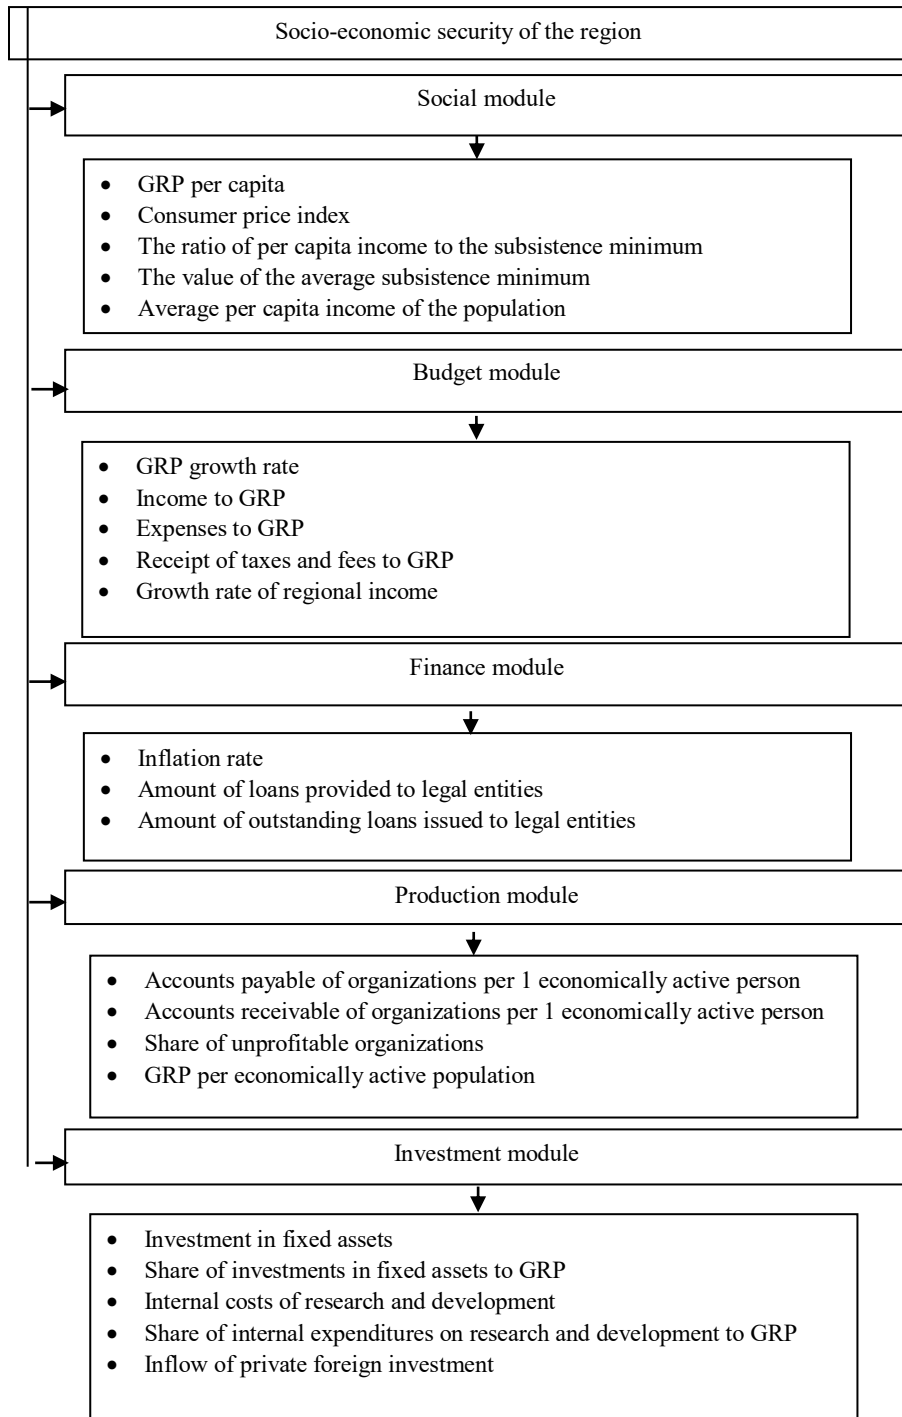 Socio-economic security of the region
Social module
• GRP per capita
• Consumer price index
• The ratio of per capita income to the subsistence minimum
• The value of the average subsistence minimum
• Average per capita income of the population
Budget module
• GRP growth rate
• Income to GRP
• Expenses to GRP
• Receipt of taxes and fees to GRP
• Growth rate of regional income
Finance module
• Inflation rate
• Amount of loans provided to legal entities
• Amount of outstanding loans issued to legal entities
Production module
• Accounts payable of organizations per 1 economically active person
• Accounts receivable of organizations per 1 economically active person
• Share of unprofitable organizations
• GRP per economically active population
Investment module
• Investment in fixed assets
• Share of investments in fixed assets to GRP
• Internal costs of research and development
• Share of internal expenditures on research and development to GRP
• Inflow of private foreign investment